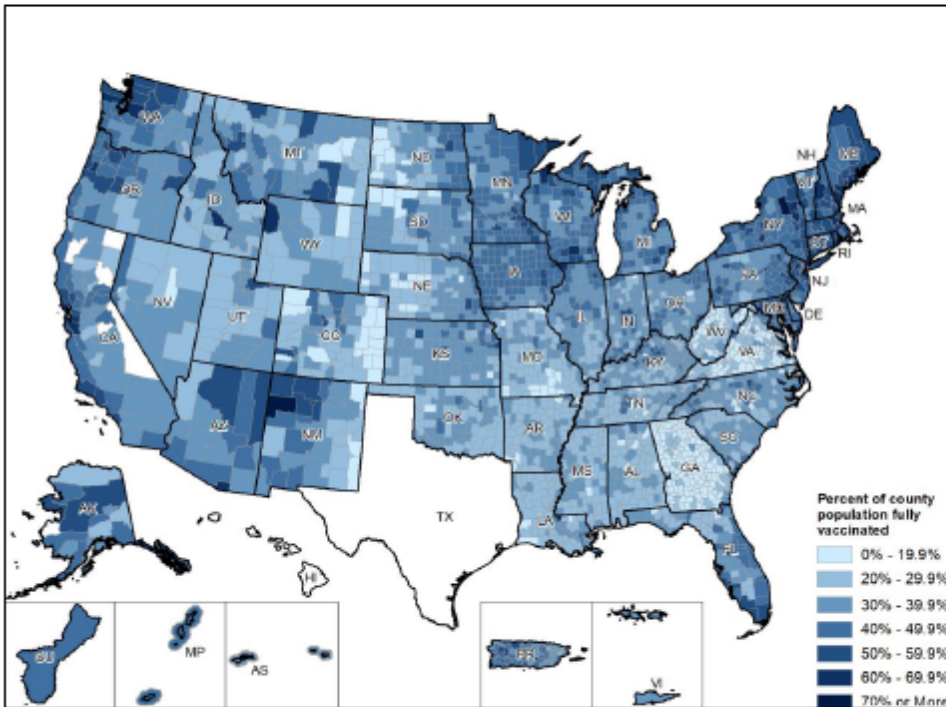 WA
MT
ND
MN
OR
ID
SD
WI
MI
WY
NV
UT
CO
NE
IA
CA
AZ
NM
KS
OK
MO
IL
IN
OH
KY
TN
AR
MS
AL
GA
LA
FL
SC
NC
VA
WV
PA
NY
NH
VT
ME
MA
CT
RI
NJ
DE
MD
TX
AK
HI
GU
MP
AS
PR
VI
Percent of county
population fully
vaccinated
0% - 19.9%
20% - 29.9%
30% - 39.9%
40% - 49.9%
50% - 59.9%
60% - 69.9%
70% or More